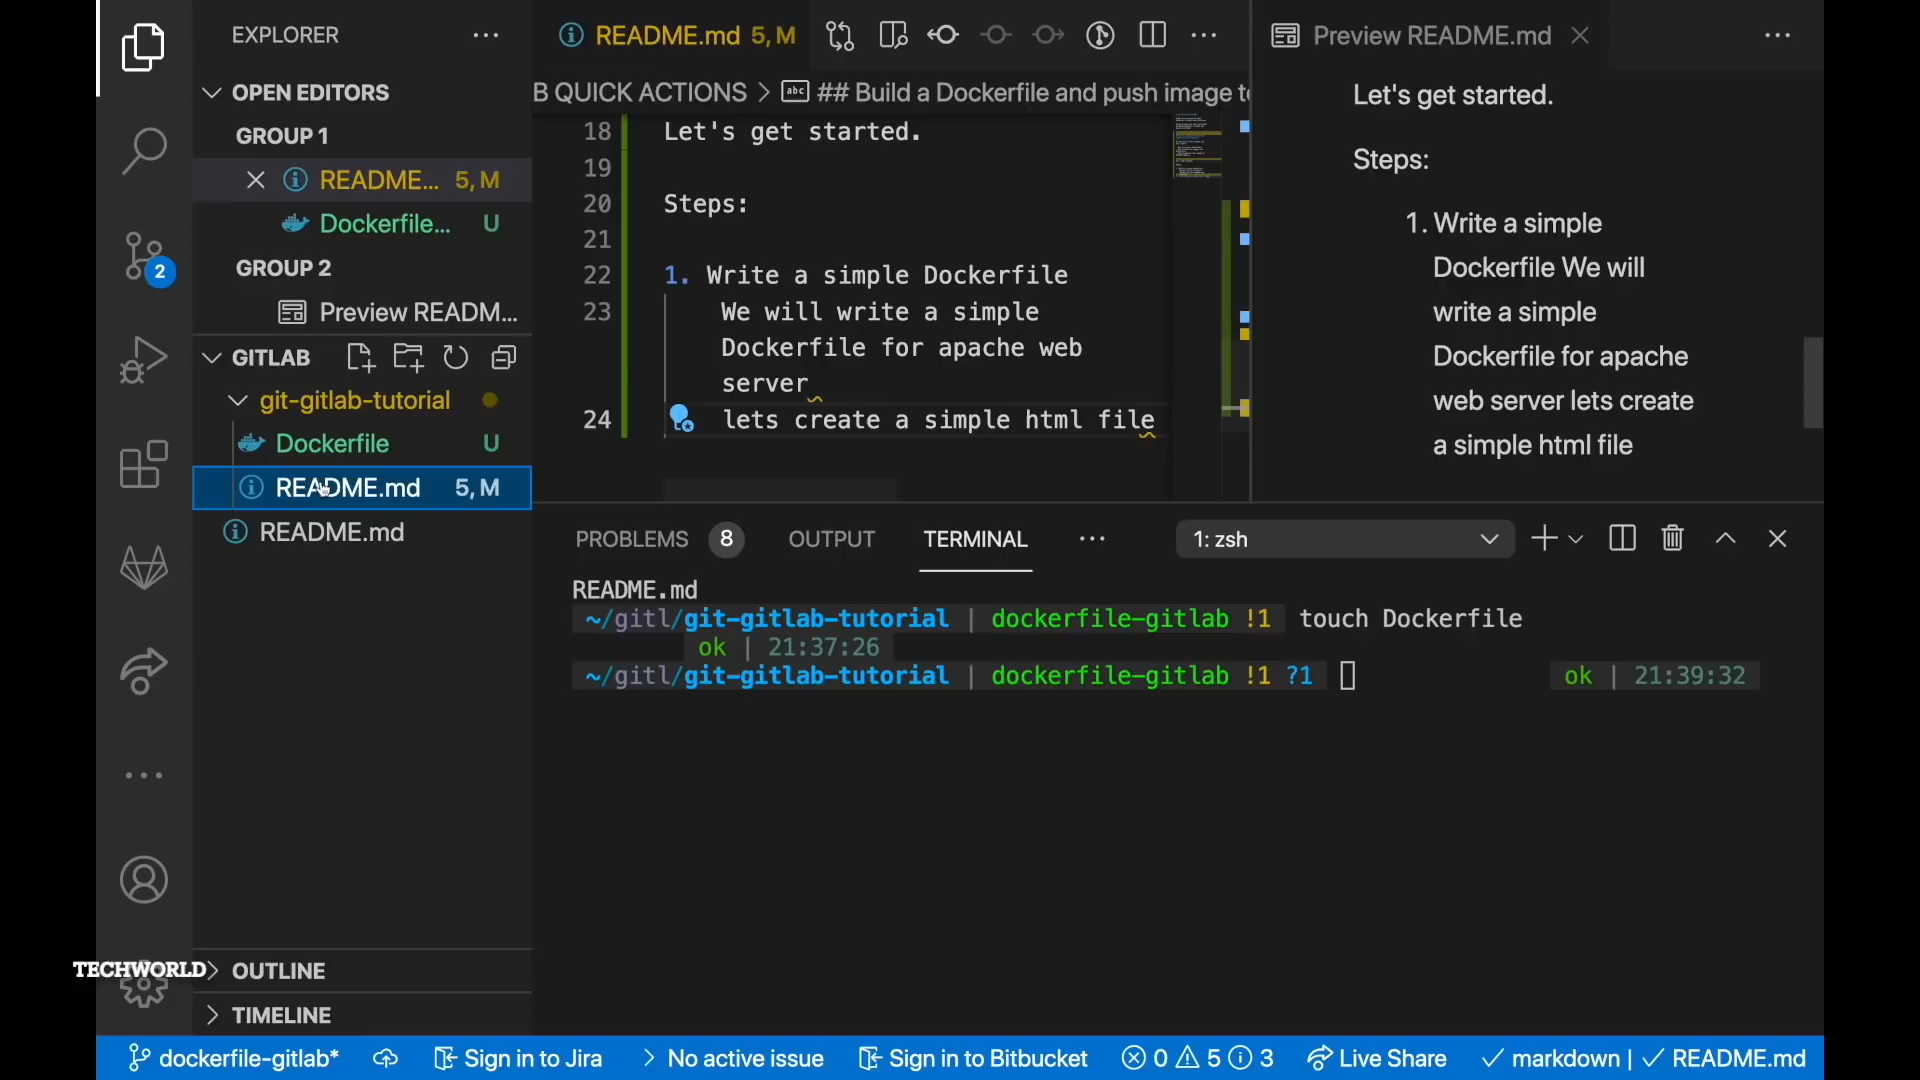 EXPLORER
README.md 5, M
Preview README.md
OPEN EDITORS
B QUICK ACTIONS > ## Build a Dockerfile and push image t
GROUP 1
README... 5, M
Dockerfile... U
GROUP 2
Preview READM...
GITLAB
git-gitlab-tutorial
Dockerfile U
README.md 5, M
README.md
OUTLINE
TIMELINE
2
TECHWORLD
18 Let's get started.
19
20 Steps:
21
22 1. Write a simple Dockerfile
23 We will write a simple
Dockerfile for apache web
server
24 lets create a simple html file
Let's get started.
Steps:
1. Write a simple
Dockerfile We will
write a simple
Dockerfile for apache
web server lets create
a simple html file
PROBLEMS 8 OUTPUT TERMINAL 1: zsh
README.md
~/gitl/git-gitlab-tutorial | dockerfile-gitlab !1 touch Dockerfile
ok | 21:37:26
~/gitl/git-gitlab-tutorial | dockerfile-gitlab !1 ?1 ok | 21:39:32
dockerfile-gitlab* Sign in to Jira > No active issue Sign in to Bitbucket 0 5 3 Live Share markdown | README.md